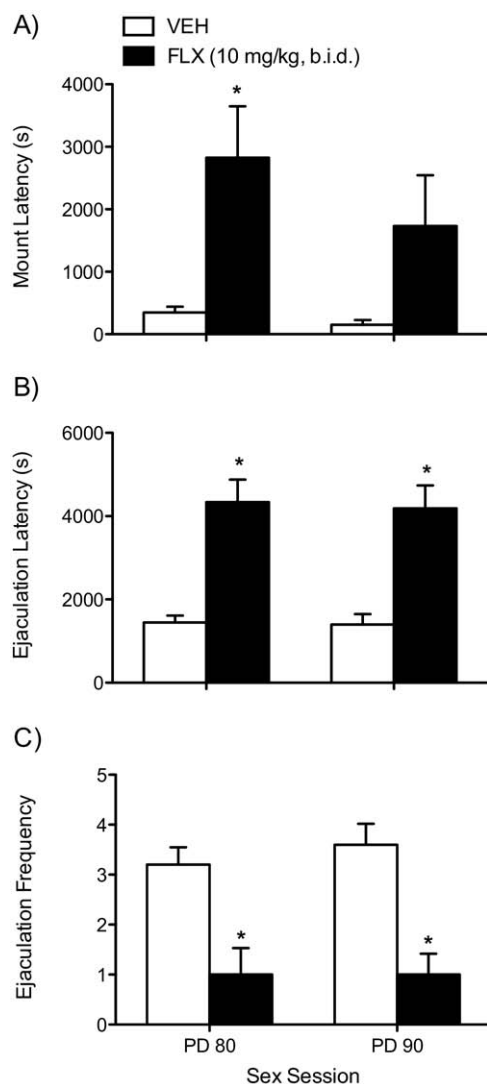 A)
VEH
FLX (10 mg/kg, b.i.d.)
Mount Latency (s)
4000
3000
2000
1000
0
*
B)
Ejaculation Latency (s)
6000
4000
2000
0
*
*
C)
Ejaculation Frequency
5
4
3
2
1
0
*
*
PD 80
PD 90
Sex Session